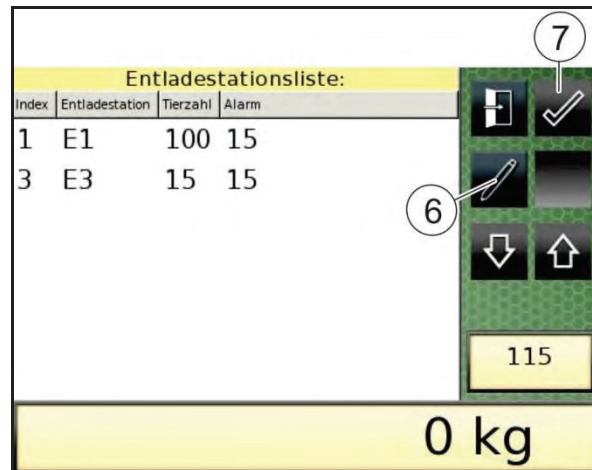 7
Entladestationsliste:
Index Entladestation Tierzahl Alarm
1 E1 100 15
3 E3 15 15
6
115
0 kg